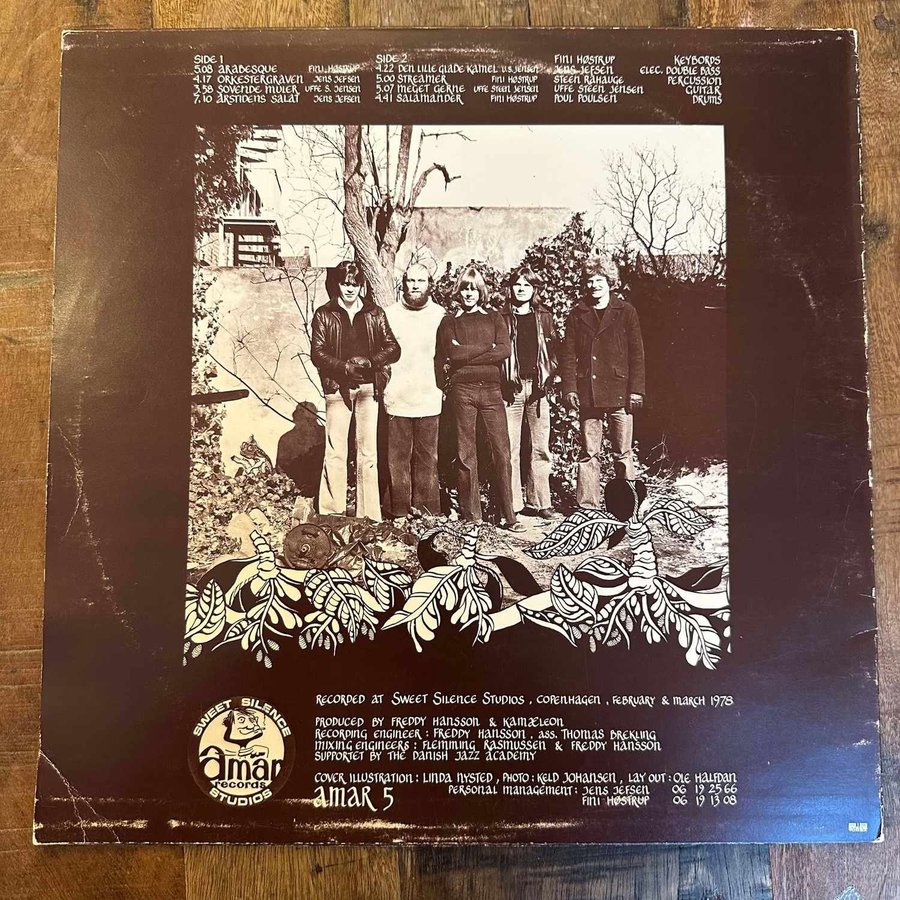 SIDE 1
5.08 ARABESQUE FINI HØSTRUP
4.17 ORKESTERGRAVEN JENS JEFSEN
3.58 SOVENDE MULER UFFE S. JENSEN
7.10 ÅRSTIDENS SALAT JENS JEFSEN
SIDE 2
4.22 DEN LILLE GLADE KAMEL U.S. JENSEN
5.00 STREAMER JENS JEFSEN
5.07 MEGET GERNE UFFE STEEN JENSEN
4.41 SALAMANDER FINI HØSTRUP
FINI HØSTRUP KEYBORDS
JENS JEFSEN ELEC. DOUBLE BASS
STEEN RAHAUGE PERCUSSION
UFFE STEEN JENSEN GUITAR
POUL POULSEN DRUMS
RECORDED AT SWEET SILENCE STUDIOS , COPENHAGEN , FEBRUARY & MARCH 1978
PRODUCED BY FREDDY HANSSON & KAMÆLEON
RECORDING ENGINEER : FREDDY HANSSON , ASS. THOMAS BREKLING
MIXING ENGINEERS : FLEMMING RASMUSSEN & FREDDY HANSSON
SUPPORTET BY THE DANISH JAZZ ACADEMY
COVER ILLUSTRATION : LINDA NYSTED , PHOTO : KELD JOHANSEN , LAY OUT : OLE HALFDAN
AMAR 5 PERSONAL MANAGEMENT : JENS JEFSEN 06 19 25 66
FINI HØSTRUP 06 19 13 08
SWEET SILENCE
amar
records
STUDIOS